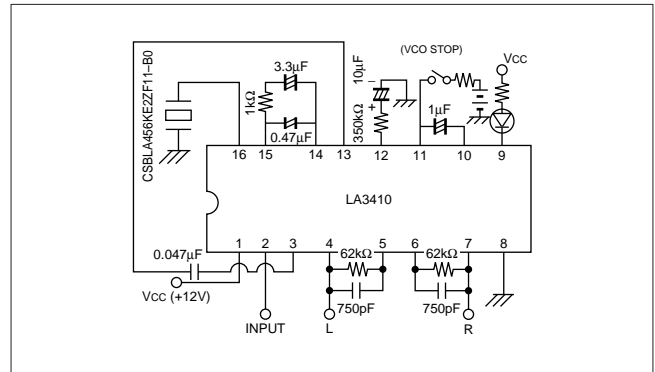 (VCO STOP)
VCC
3.3μF
10μF
–
+
CSBLA456KE2ZF11–B0
1kΩ
350kΩ
1μF
0.47μF
16 15 14 13 12 11 10 9
LA3410
1 2 3 4 5 6 7 8
0.047μF
62kΩ 62kΩ
VCC (+12V)
750pF 750pF
INPUT L R